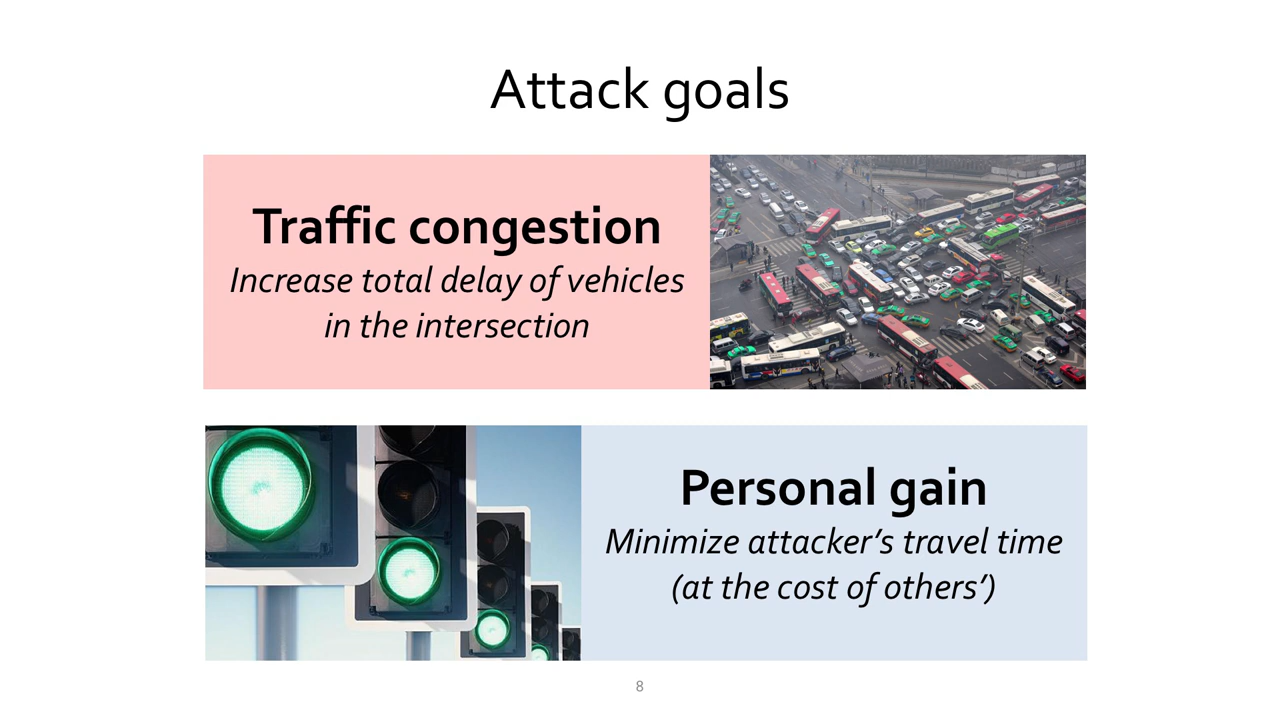 Attack goals
Traffic congestion
Increase total delay of vehicles
in the intersection
Personal gain
Minimize attacker’s travel time
(at the cost of others’)
8